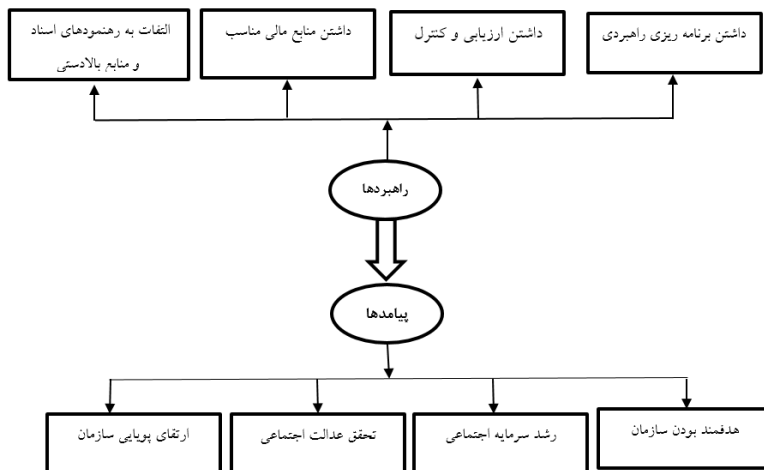 داشتن برنامه ریزی راهبردی
داشتن ارزیابی و کنترل
داشتن منابع مالی مناسب
التفات به رهنمودهای اسناد
و منابع بالادستی
راهبردها
پیامدها
هدفمند بودن سازمان
رشد سرمایه اجتماعی
تحقق عدالت اجتماعی
ارتقای پویایی سازمان